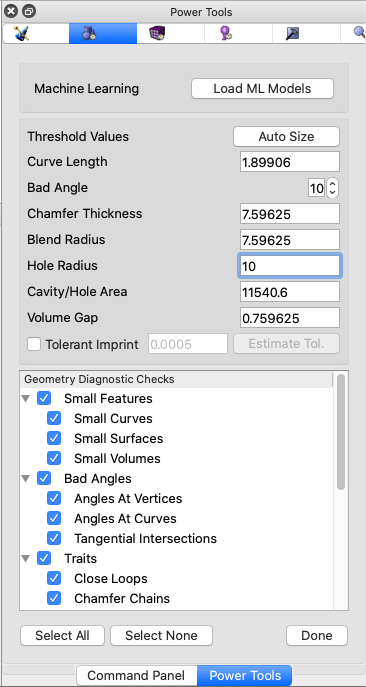 Power Tools
Machine Learning Load ML Models
Threshold Values Auto Size
Curve Length 1.89906
Bad Angle 10
Chamfer Thickness 7.59625
Blend Radius 7.59625
Hole Radius 10
Cavity/Hole Area 11540.6
Volume Gap 0.759625
Tolerant Imprint 0.0005 Estimate Tol.
Geometry Diagnostic Checks
Small Features
Small Curves
Small Surfaces
Small Volumes
Bad Angles
Angles At Vertices
Angles At Curves
Tangential Intersections
Traits
Close Loops
Chamfer Chains
Select All Select None Done
Command Panel Power Tools